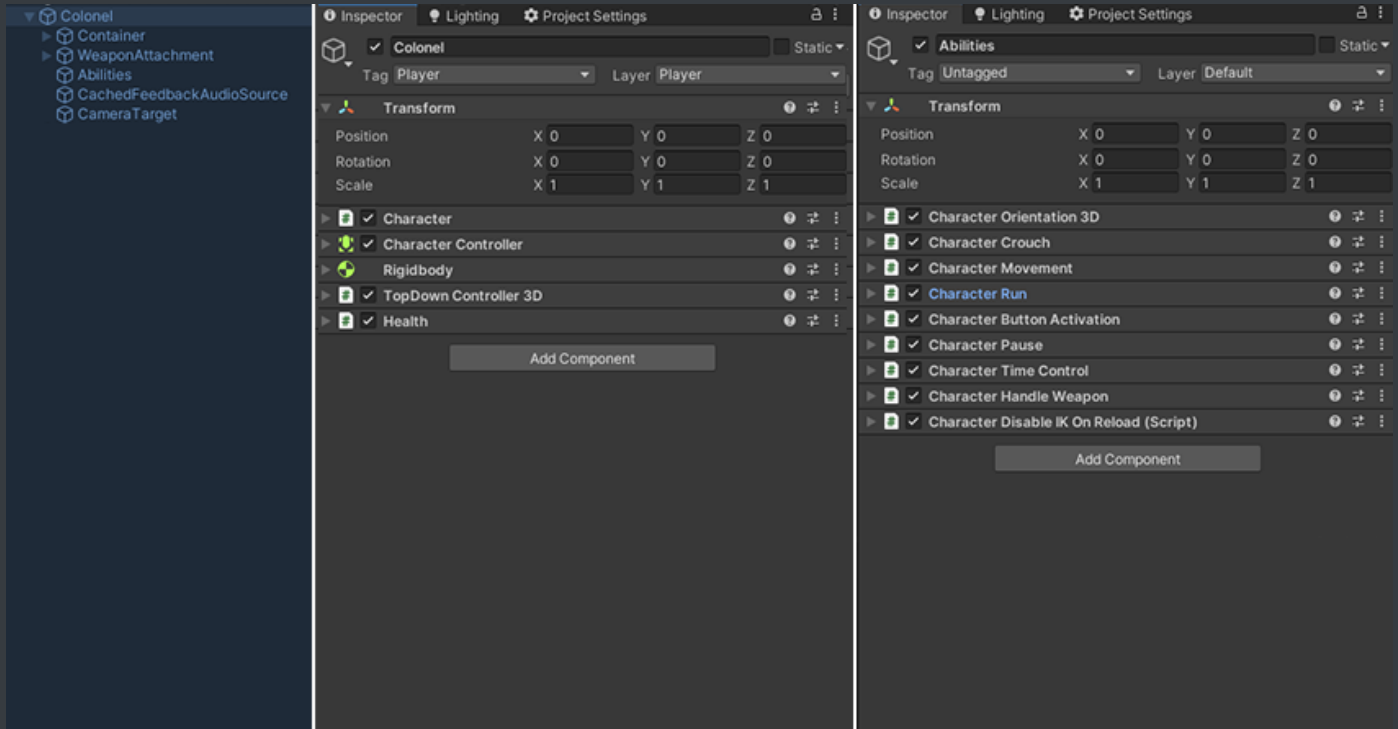 Colonel
Container
WeaponAttachment
Abilities
CachedFeedbackAudioSource
CameraTarget
Inspector Lighting Project Settings
Colonel Static
Tag Player Layer Player
Transform
Position X 0 Y 0 Z 0
Rotation X 0 Y 0 Z 0
Scale X 1 Y 1 Z 1
Character
Character Controller
Rigidbody
TopDown Controller 3D
Health
Add Component
Inspector Lighting Project Settings
Abilities Static
Tag Untagged Layer Default
Transform
Position X 0 Y 0 Z 0
Rotation X 0 Y 0 Z 0
Scale X 1 Y 1 Z 1
Character Orientation 3D
Character Crouch
Character Movement
Character Run
Character Button Activation
Character Pause
Character Time Control
Character Handle Weapon
Character Disable IK On Reload (Script)
Add Component